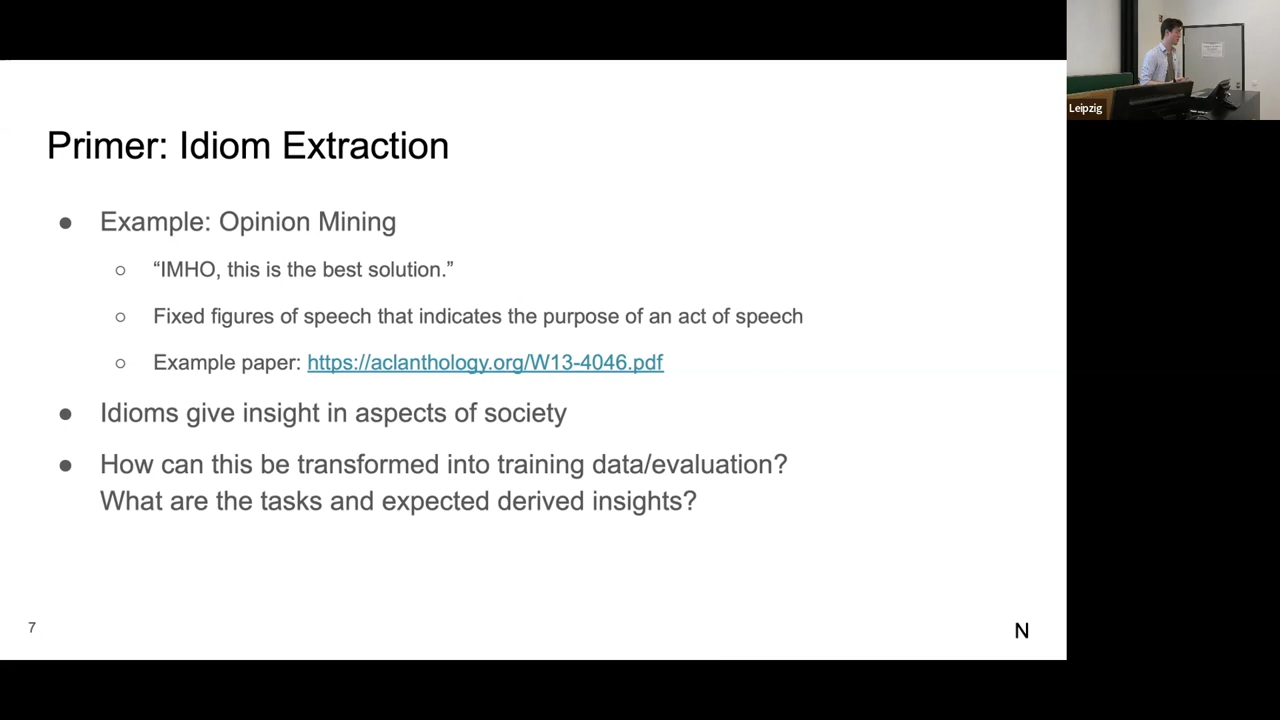 Leipzig
Primer: Idiom Extraction
● Example: Opinion Mining
○ “IMHO, this is the best solution.”
○ Fixed figures of speech that indicates the purpose of an act of speech
○ Example paper: https://aclanthology.org/W13-4046.pdf
● Idioms give insight in aspects of society
● How can this be transformed into training data/evaluation?
What are the tasks and expected derived insights?
7
N